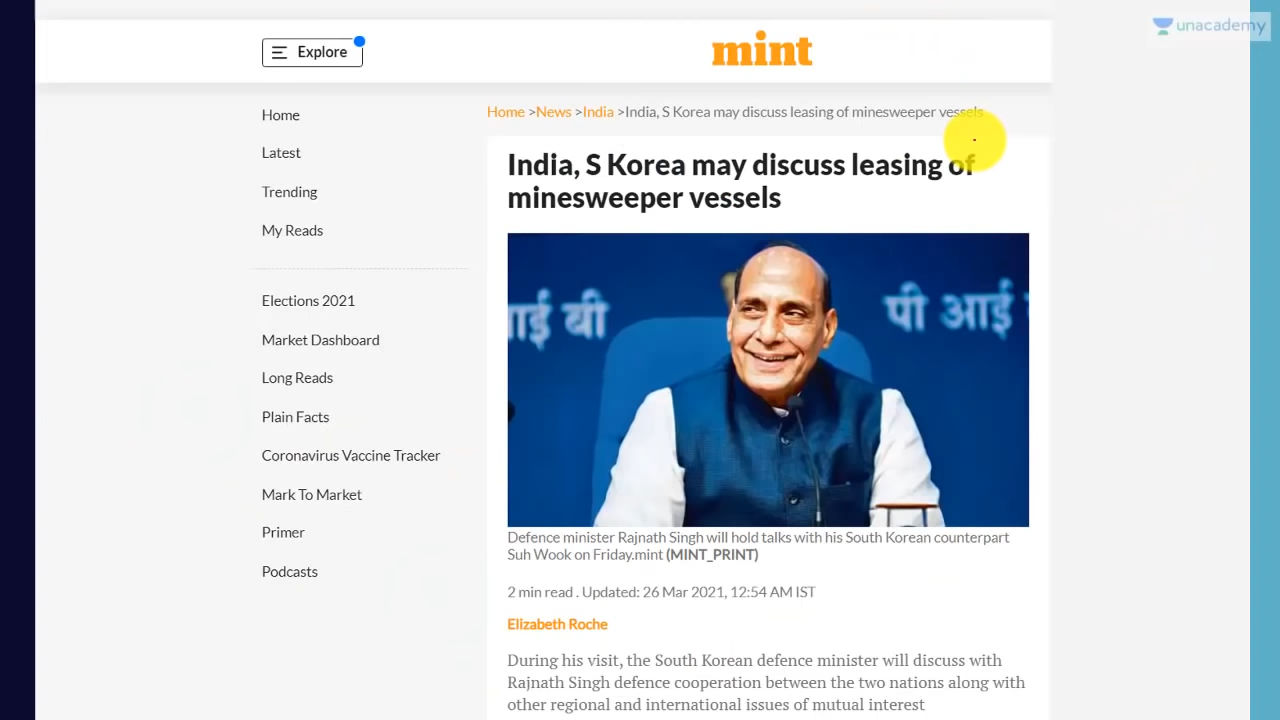 unacademy
Explore
mint
Home
Latest
Trending
My Reads
Elections 2021
Market Dashboard
Long Reads
Plain Facts
Coronavirus Vaccine Tracker
Mark To Market
Primer
Podcasts
Home >News >India >India, S Korea may discuss leasing of minesweeper vessels
India, S Korea may discuss leasing of
minesweeper vessels
आई बी
पी आई
Defence minister Rajnath Singh will hold talks with his South Korean counterpart
Suh Wook on Friday.mint (MINT_PRINT)
2 min read . Updated: 26 Mar 2021, 12:54 AM IST
Elizabeth Roche
During his visit, the South Korean defence minister will discuss with
Rajnath Singh defence cooperation between the two nations along with
other regional and international issues of mutual interest